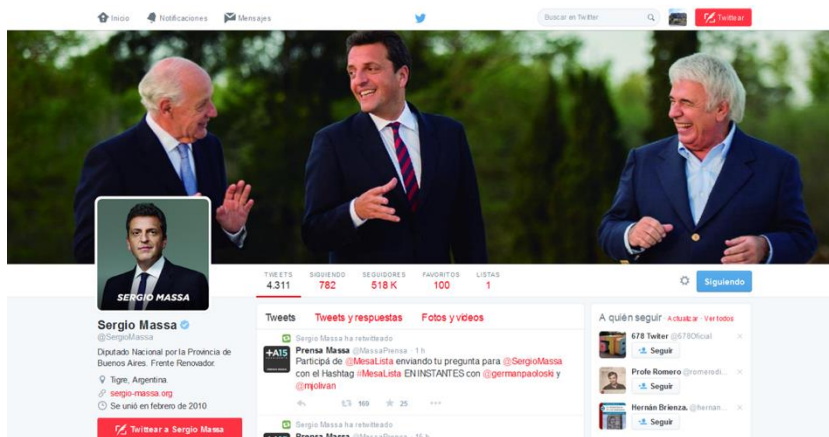 Inicio Notificaciones Mensajes Buscar en Twitter Twittear
SERGIO MASSA
TWEETS SIGUIENDO SEGUIDORES FAVORITOS LISTAS
4.311 782 518 K 100 1
Siguiendo
Sergio Massa
@SergioMassa
Diputado Nacional por la Provincia de
Buenos Aires. Frente Renovador.
Tigre, Argentina
sergio-massa.org
Se unió en febrero de 2010
Twittear a Sergio Massa
Tweets Tweets y respuestas Fotos y videos
Sergio Massa ha retwitteado
+A15
Prensa Massa @MassaPrensa · 1 h
Participá de @MesaLista enviando tu pregunta para @SergioMassa
con el Hashtag #MesaLista EN INSTANTES con @germanpaoloski y
@mjolivan
169 25
Sergio Massa ha retwitteado
Prensa Massa @MassaPrensa · 15 h
A quién seguir · Actualizar · Ver todos
678 Twiter @678Oficial
Seguir
Profe Romero @romerodi...
Seguir
Hernán Brienza, @hernan...
Seguir